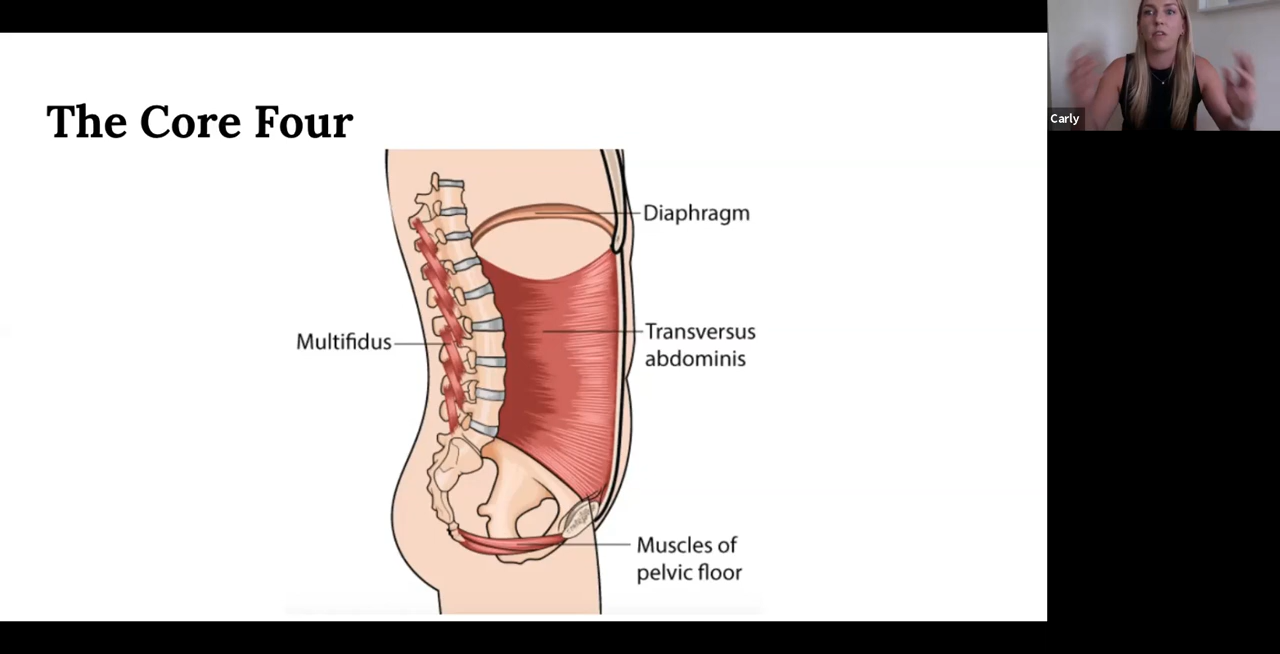 The Core Four
Carly
Diaphragm
Multifidus
Transversus
abdominis
Muscles of
pelvic floor